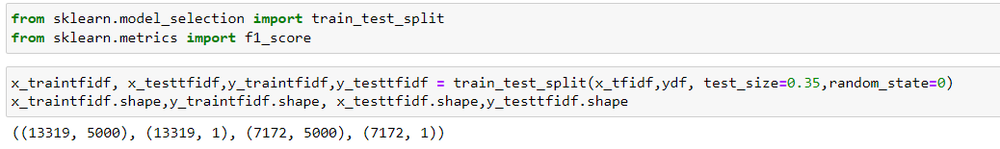 from sklearn.model_selection import train_test_split
from sklearn.metrics import f1_score
x_traintfidf, x_testtfidf,y_traintfidf,y_testtfidf = train_test_split(x_tfidf,ydf, test_size=0.35,random_state=0)
x_traintfidf.shape,y_traintfidf.shape, x_testtfidf.shape,y_testtfidf.shape
((13319, 5000), (13319, 1), (7172, 5000), (7172, 1))